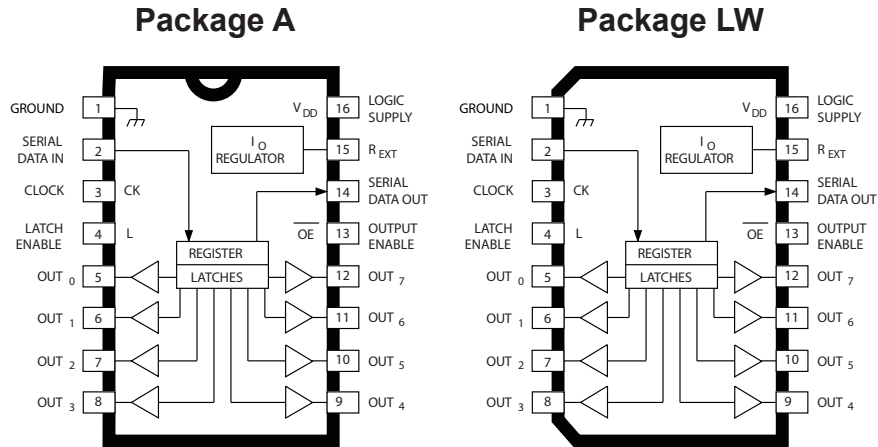 Package A
GROUND 1 V DD 16 LOGIC SUPPLY
SERIAL DATA IN 2 I O REGULATOR 15 R EXT
CLOCK 3 CK 14 SERIAL DATA OUT
LATCH ENABLE 4 L OE 13 OUTPUT ENABLE
REGISTER
OUT 0 5 LATCHES 12 OUT 7
OUT 1 6 11 OUT 6
OUT 2 7 10 OUT 5
OUT 3 8 9 OUT 4
Package LW
GROUND 1 V DD 16 LOGIC SUPPLY
SERIAL DATA IN 2 I O REGULATOR 15 R EXT
CLOCK 3 CK 14 SERIAL DATA OUT
LATCH ENABLE 4 L OE 13 OUTPUT ENABLE
REGISTER
OUT 0 5 LATCHES 12 OUT 7
OUT 1 6 11 OUT 6
OUT 2 7 10 OUT 5
OUT 3 8 9 OUT 4